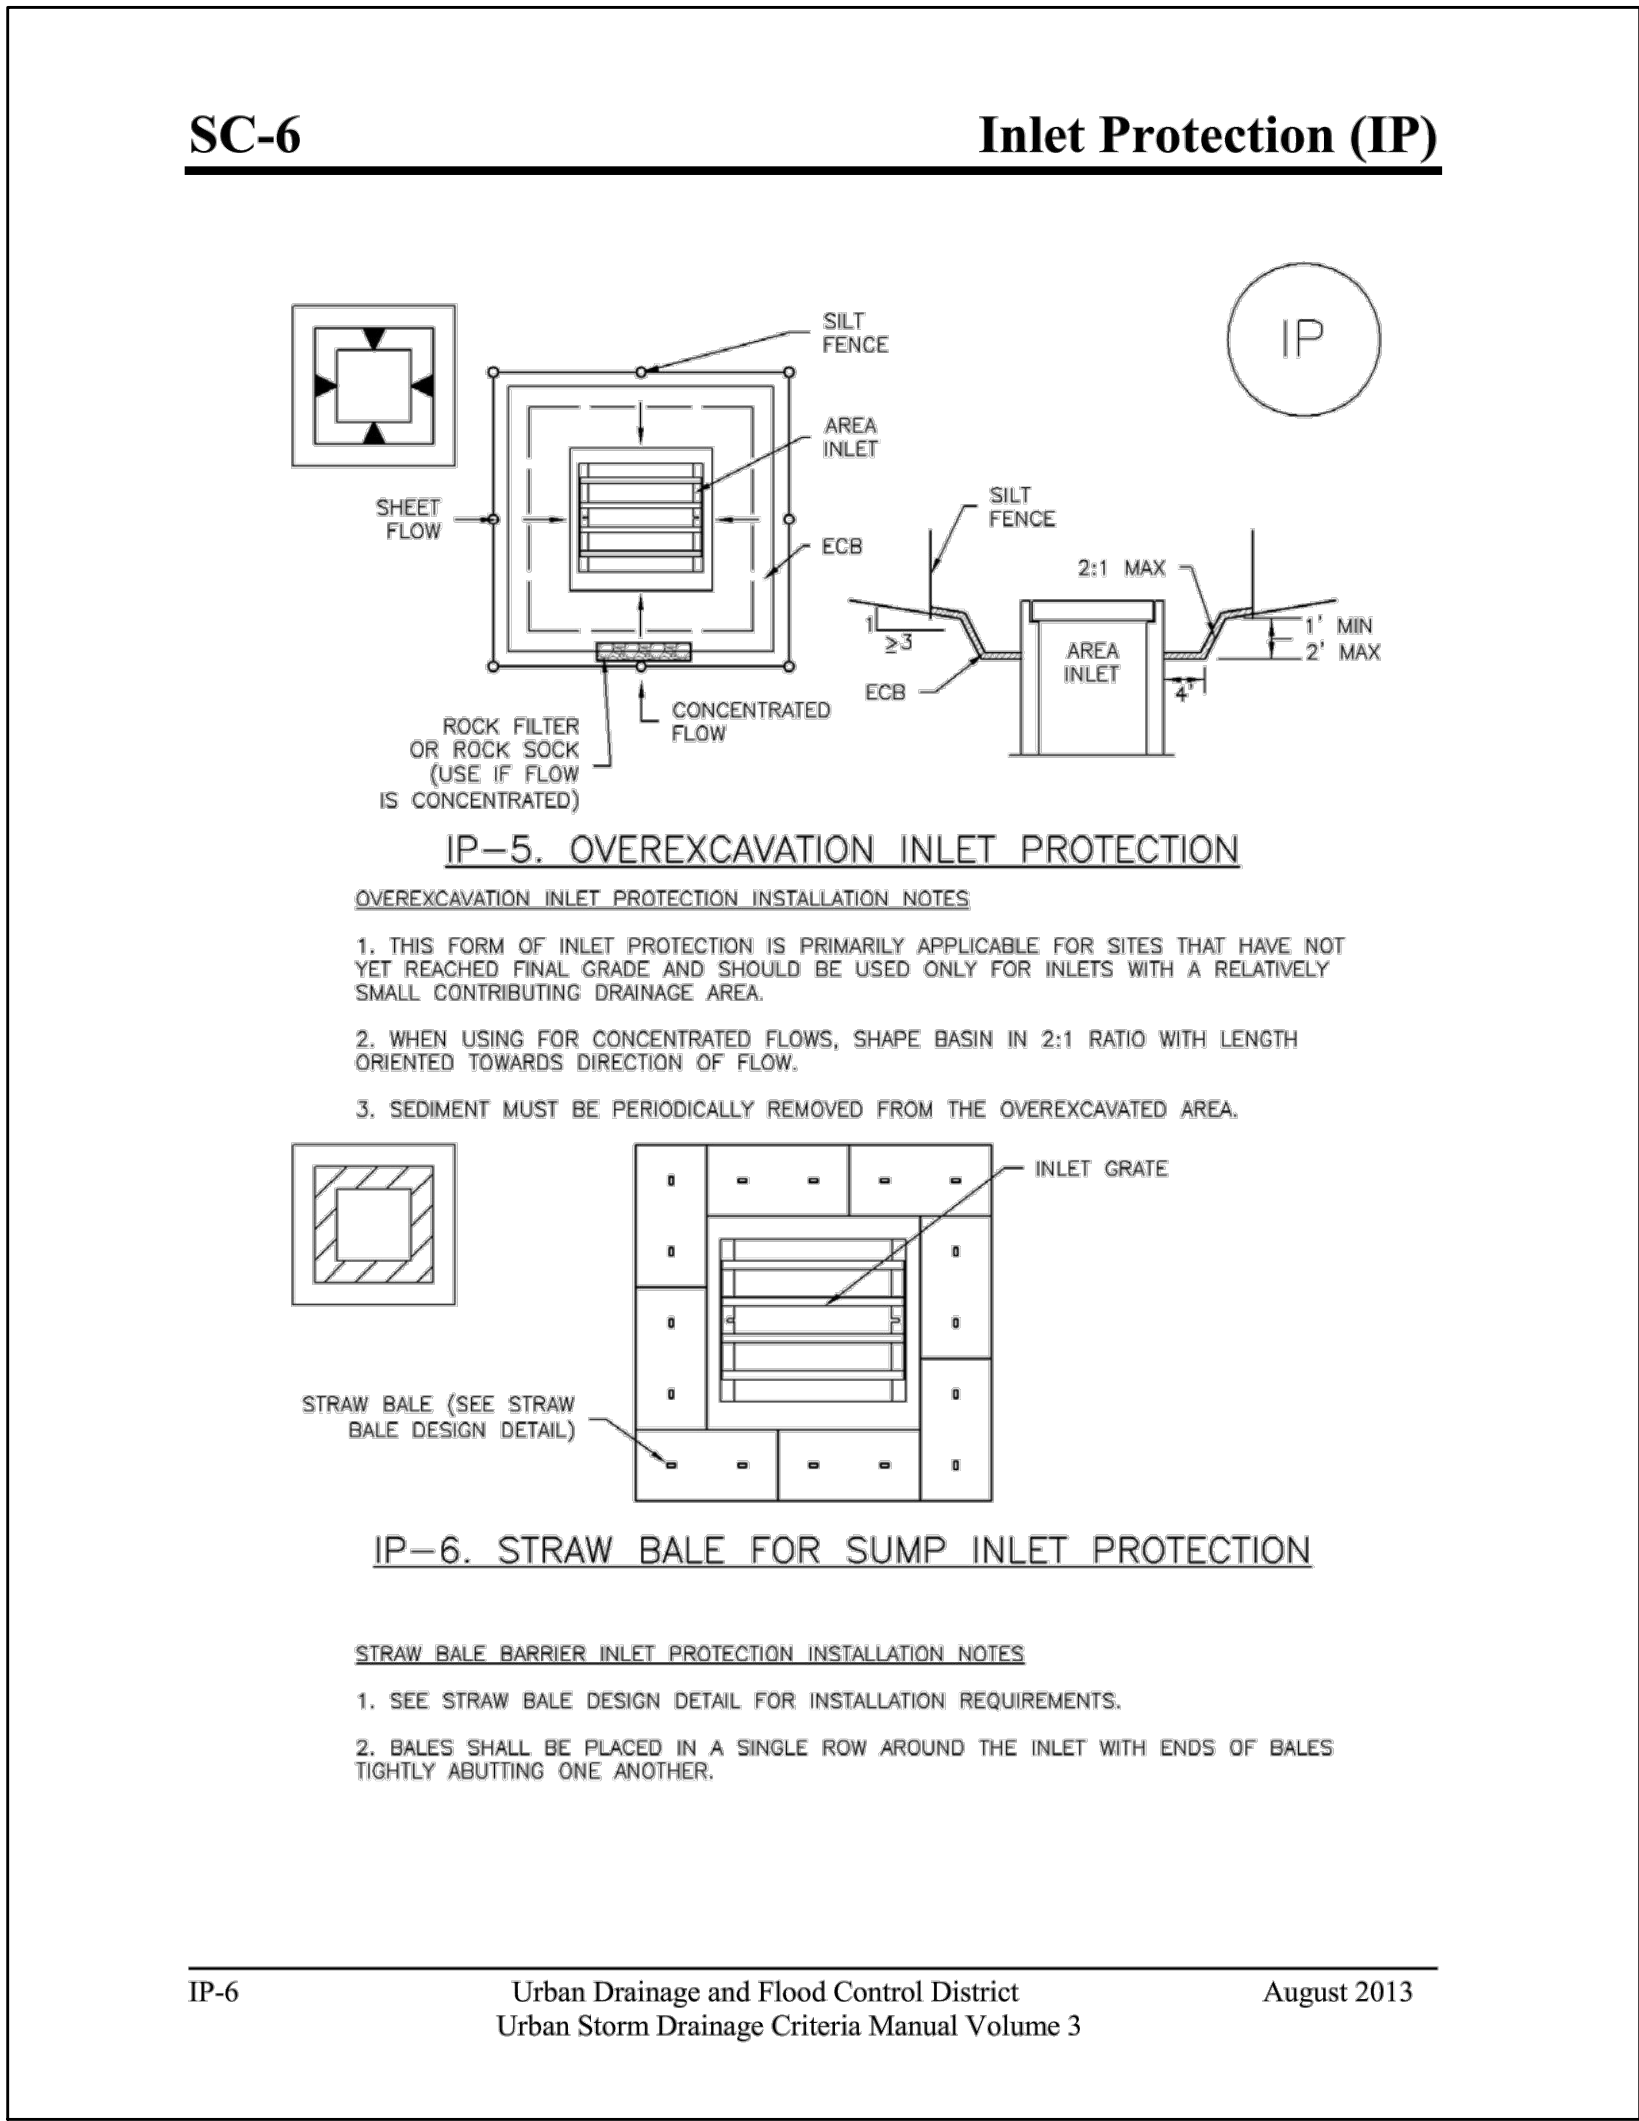 SC-6
Inlet Protection (IP)
IP
SILT
FENCE
AREA
INLET
SHEET
FLOW
ECB
ROCK FILTER
OR ROCK SOCK
(USE IF FLOW
IS CONCENTRATED)
CONCENTRATED
FLOW
SILT
FENCE
2:1 MAX
1
≥3
ECB
AREA
INLET
4'
1' MIN
2' MAX
IP-5. OVEREXCAVATION INLET PROTECTION
OVEREXCAVATION INLET PROTECTION INSTALLATION NOTES
1. THIS FORM OF INLET PROTECTION IS PRIMARILY APPLICABLE FOR SITES THAT HAVE NOT
YET REACHED FINAL GRADE AND SHOULD BE USED ONLY FOR INLETS WITH A RELATIVELY
SMALL CONTRIBUTING DRAINAGE AREA.
2. WHEN USING FOR CONCENTRATED FLOWS, SHAPE BASIN IN 2:1 RATIO WITH LENGTH
ORIENTED TOWARDS DIRECTION OF FLOW.
3. SEDIMENT MUST BE PERIODICALLY REMOVED FROM THE OVEREXCAVATED AREA.
INLET GRATE
STRAW BALE (SEE STRAW
BALE DESIGN DETAIL)
IP-6. STRAW BALE FOR SUMP INLET PROTECTION
STRAW BALE BARRIER INLET PROTECTION INSTALLATION NOTES
1. SEE STRAW BALE DESIGN DETAIL FOR INSTALLATION REQUIREMENTS.
2. BALES SHALL BE PLACED IN A SINGLE ROW AROUND THE INLET WITH ENDS OF BALES
TIGHTLY ABUTTING ONE ANOTHER.
IP-6
Urban Drainage and Flood Control District
August 2013
Urban Storm Drainage Criteria Manual Volume 3